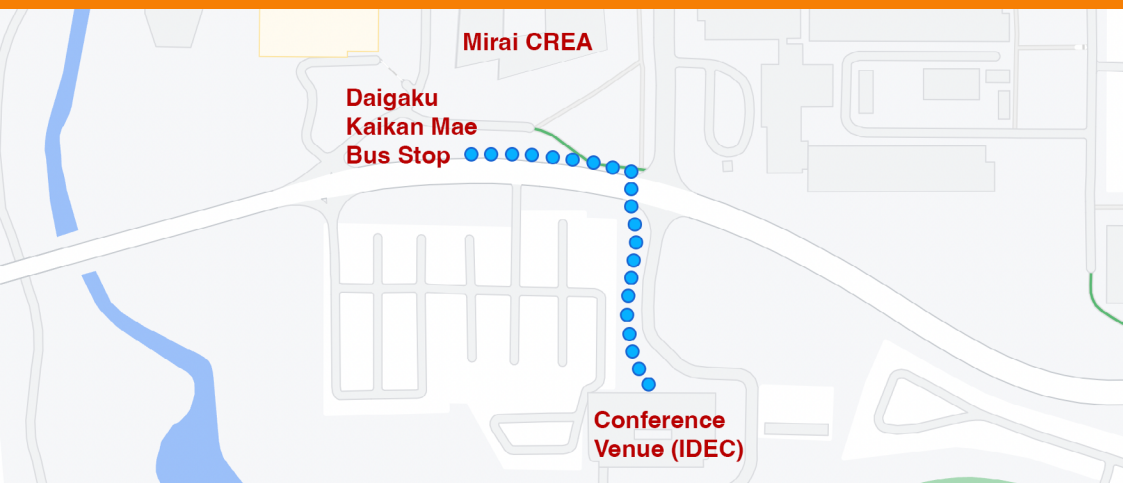 Mirai CREA
Daigaku
Kaikan Mae
Bus Stop
Conference
Venue (IDEC)